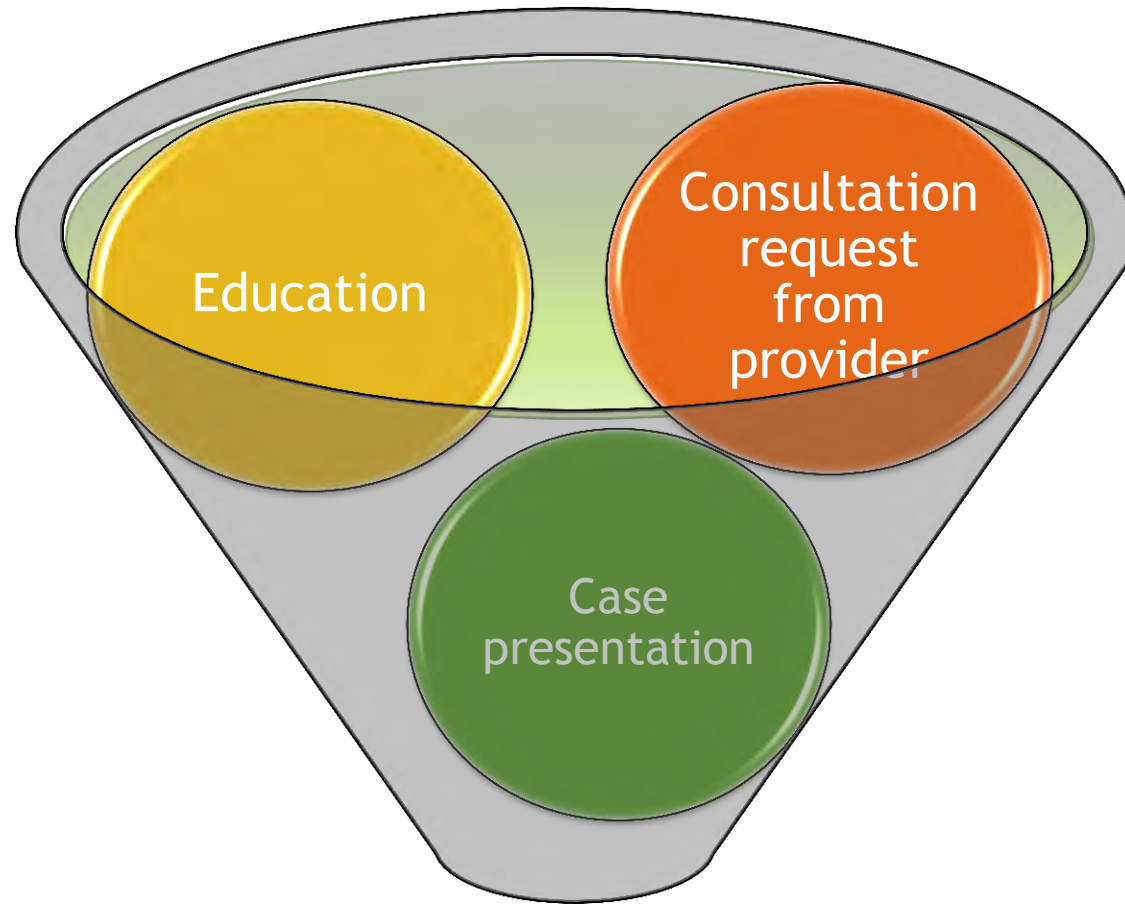 Education
Consultation
request
from
provider
Case
presentation